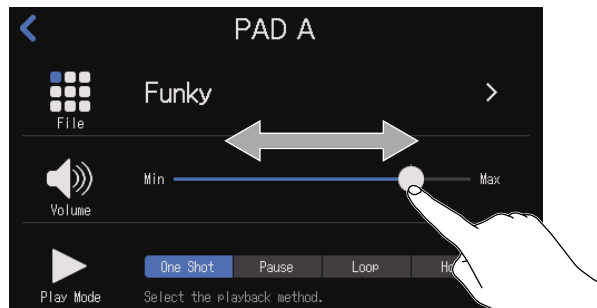 PAD A
File
Funky
Volume
Min
Max
Play Mode
One Shot
Pause
Loop
Select the playback method.